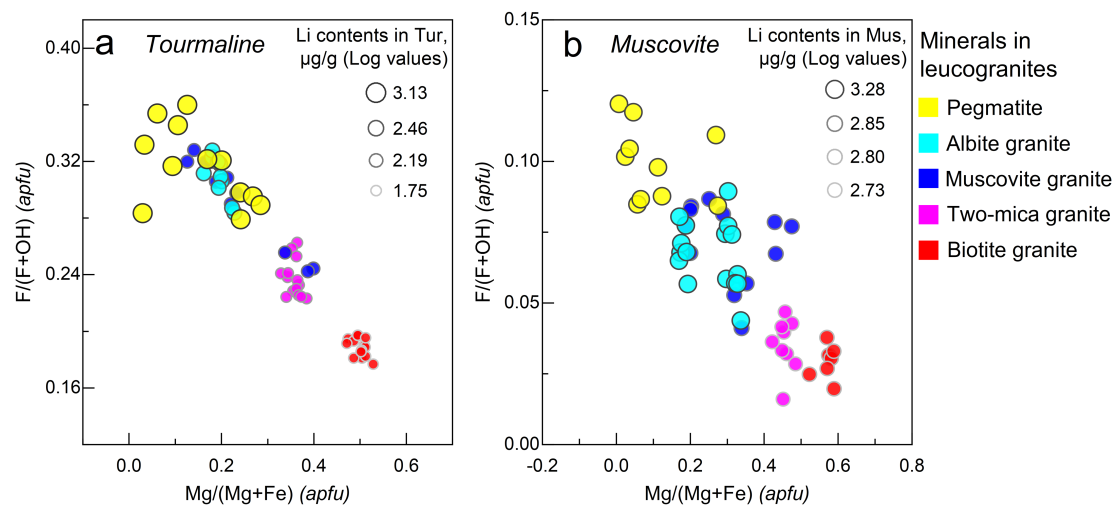 a
Tourmaline
Li contents in Tur,
µg/g (Log values)
3.13
2.46
2.19
1.75
F/(F+OH) (apfu)
0.40
0.32
0.24
0.16
0.0
0.2
0.4
0.6
Mg/(Mg+Fe) (apfu)
b
Muscovite
Li contents in Mus,
µg/g (Log values)
3.28
2.85
2.80
2.73
F/(F+OH) (apfu)
0.15
0.10
0.05
0.00
-0.2
0.0
0.2
0.4
0.6
0.8
Mg/(Mg+Fe) (apfu)
Minerals in
leucogranites
Pegmatite
Albite granite
Muscovite granite
Two-mica granite
Biotite granite